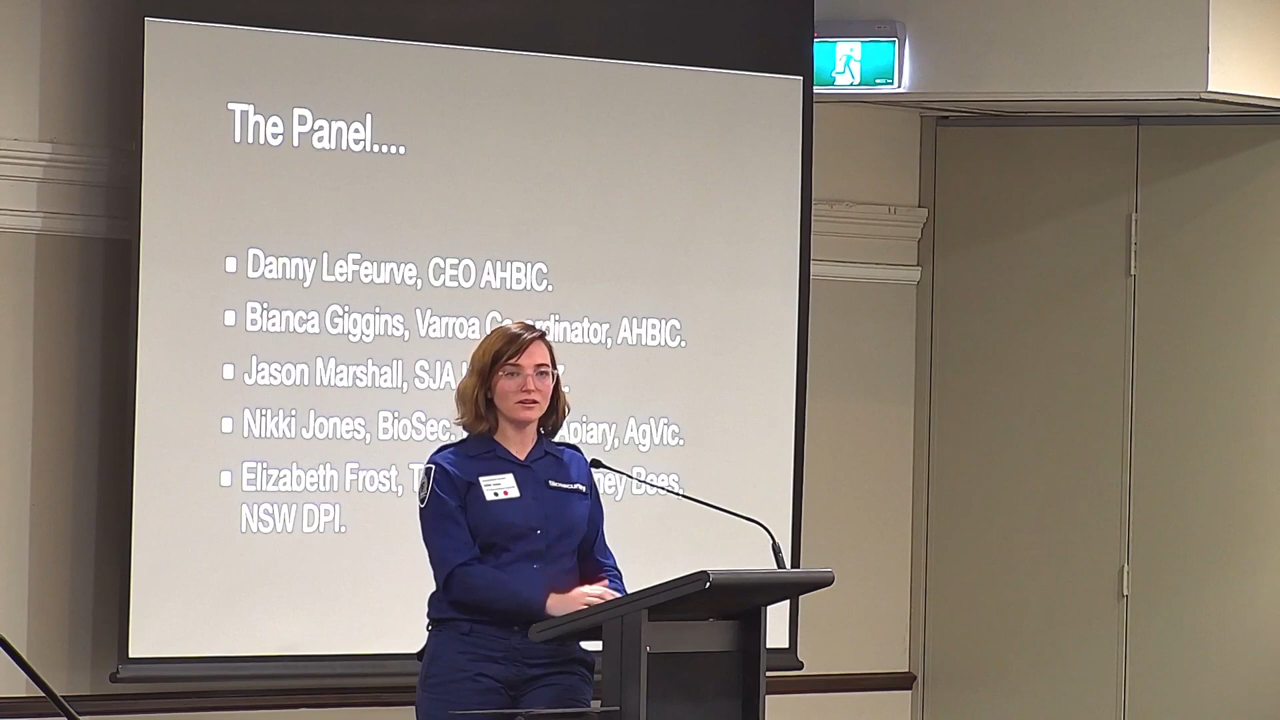 The Panel....
Danny LeFeurve, CEO AHBIC.
Bianca Giggins, Varroa ordinator, AHBIC.
Jason Marshall, SJA
Nikki Jones, BioSec. Apiary, AgVic.
Elizabeth Frost, Bees,
NSW DPI.
Biosecurity